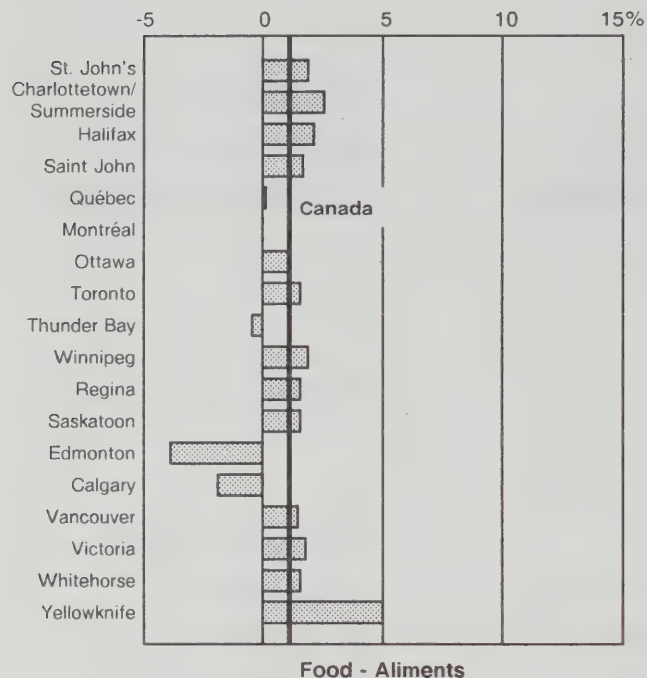 -5 0 5 10 15%
St. John's
Charlottetown/
Summerside
Halifax
Saint John
Québec
Canada
Montréal
Ottawa
Toronto
Thunder Bay
Winnipeg
Regina
Saskatoon
Edmonton
Calgary
Vancouver
Victoria
Whitehorse
Yellowknife
Food - Aliments